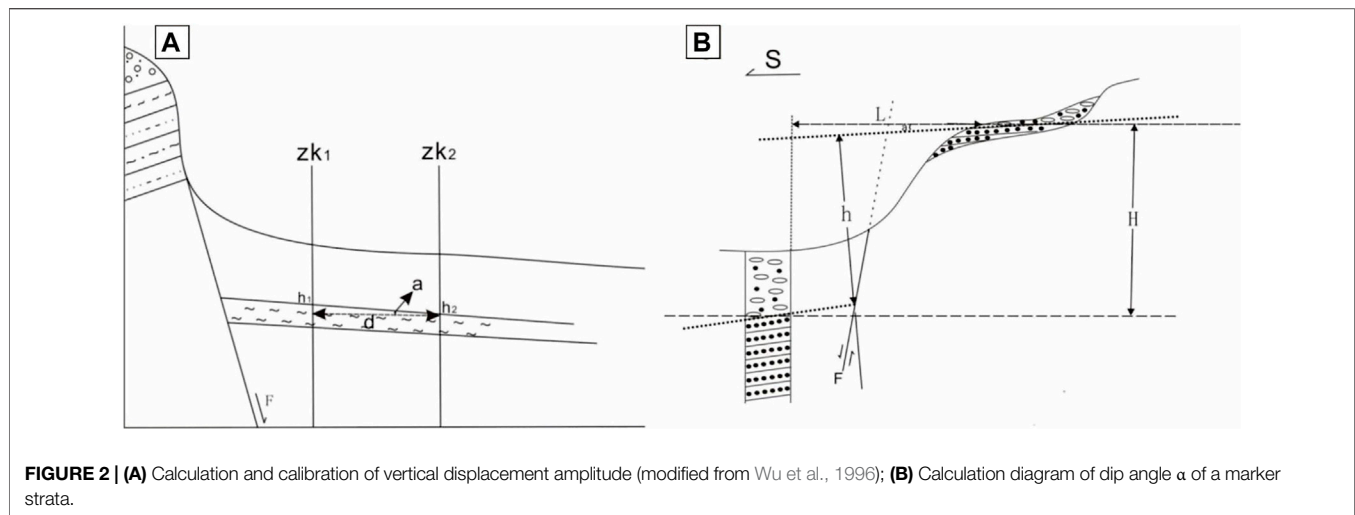 A
zk₁
zk₂
h₁
a
h₂
d
F
B
S
L
h
H
F
FIGURE 2 | (A) Calculation and calibration of vertical displacement amplitude (modified from Wu et al., 1996); (B) Calculation diagram of dip angle α of a marker
strata.